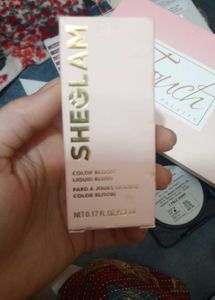 SHEGLAM
COLOR BLOOM
LIQUID BLUSH
FARD À JOUES LIQUIDE
COLOR BLOOM
NET 0.17 FL.OZ
Touch